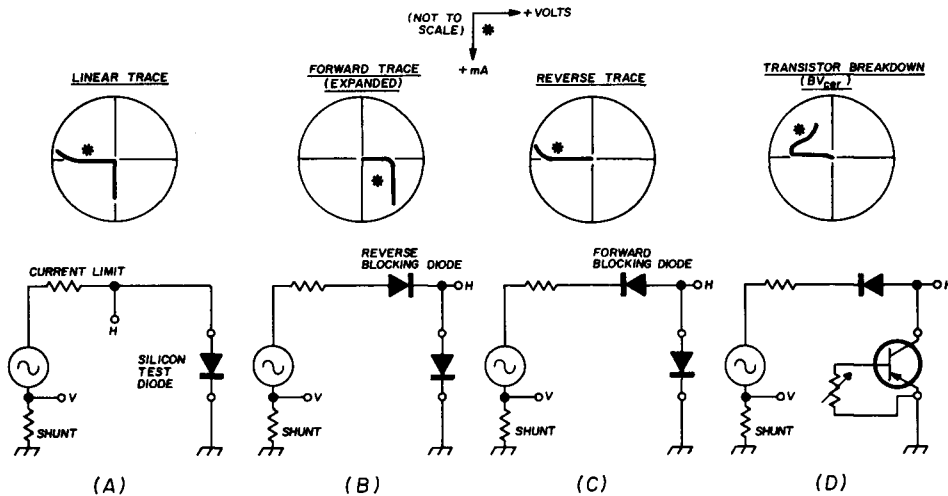 (NOT TO
SCALE)
+ VOLTS
*
+ mA
LINEAR TRACE
FORWARD TRACE
(EXPANDED)
REVERSE TRACE
TRANSISTOR BREAKDOWN
(BVcer)
*
*
*
*
CURRENT LIMIT
H
SILICON
TEST
DIODE
V
SHUNT
REVERSE
BLOCKING DIODE
H
V
SHUNT
FORWARD
BLOCKING DIODE
H
V
SHUNT
H
V
SHUNT
(A)
(B)
(C)
(D)